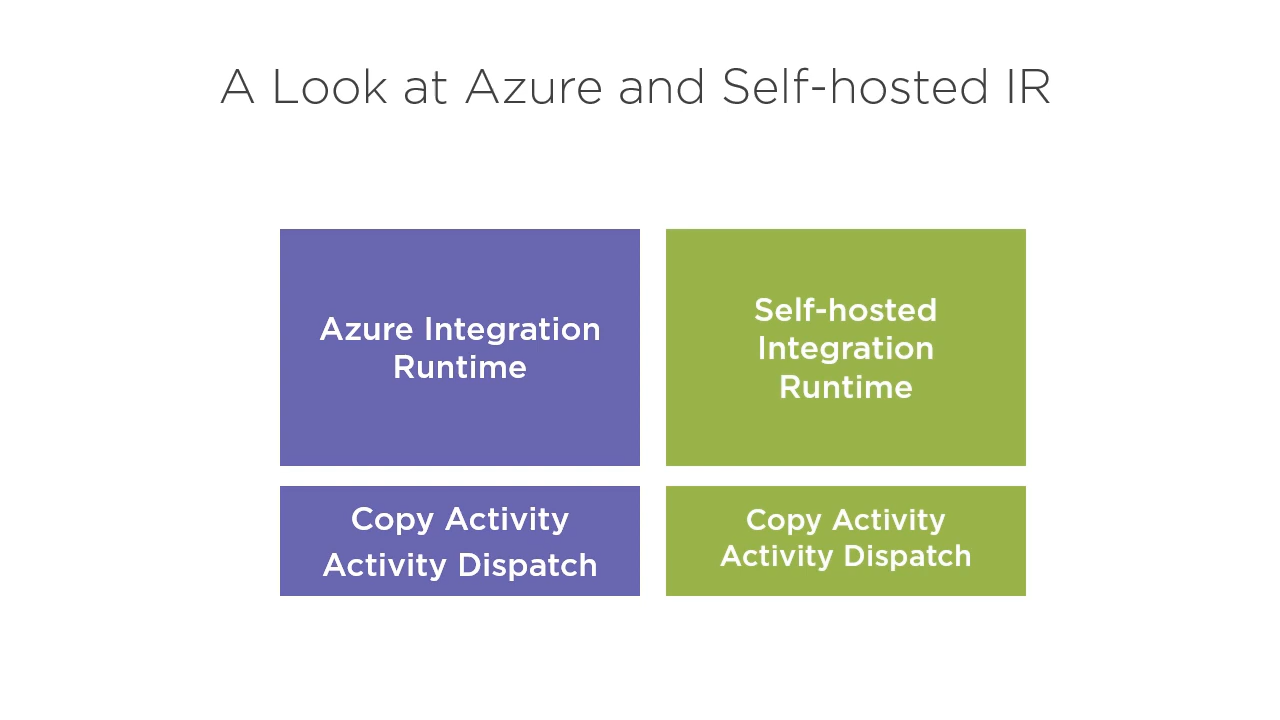 A Look at Azure and Self-hosted IR
Azure Integration
Runtime
Self-hosted
Integration
Runtime
Copy Activity
Activity Dispatch
Copy Activity
Activity Dispatch